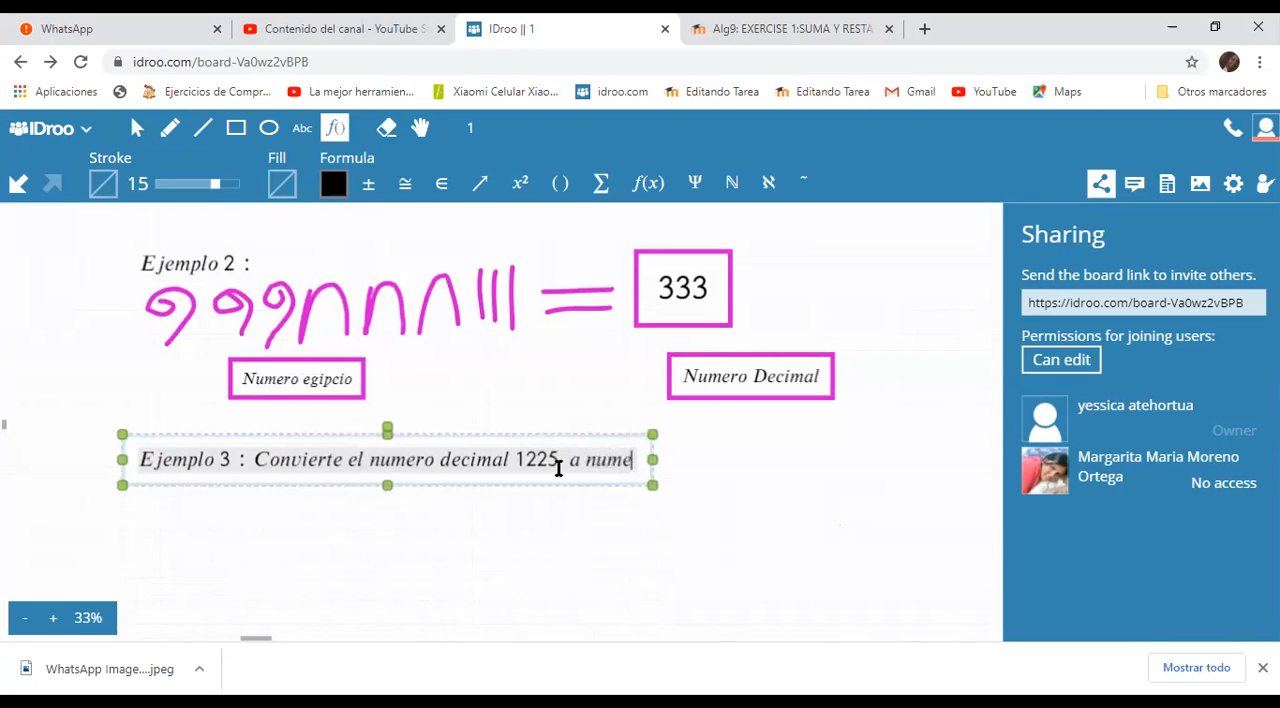 WhatsApp
Contenido del canal - YouTube S
IDroo || 1
Alg9: EXERCISE 1:SUMA Y RESTA
idroo.com/board-Va0wz2vBPB
Aplicaciones
Ejercicios de Compr...
La mejor herramien...
Xiaomi Celular Xiao...
idroo.com
Editando Tarea
Editando Tarea
Gmail
YouTube
Maps
Otros marcadores
IDroo
Abc
f()
1
Stroke
Fill
Formula
15
± ≅ ∈ x² ( ) ∑ f(x) Ψ ℕ ℵ ~
Ejemplo 2 :
333
Numero egipcio
Numero Decimal
Ejemplo 3 : Convierte el numero decimal 1225, a nume
Sharing
Send the board link to invite others.
https://idroo.com/board-Va0wz2vBPB
Permissions for joining users:
Can edit
yessica atehortua
Owner
Margarita Maria Moreno
Ortega
No access
- + 33%
WhatsApp Image....jpeg
Mostrar todo